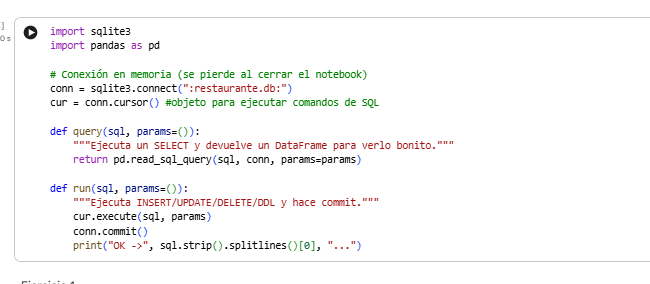 ]
0 s
import sqlite3
import pandas as pd
# Conexión en memoria (se pierde al cerrar el notebook)
conn = sqlite3.connect(":restaurante.db:")
cur = conn.cursor() #objeto para ejecutar comandos de SQL
def query(sql, params=()):
"""Ejecuta un SELECT y devuelve un DataFrame para verlo bonito."""
return pd.read_sql_query(sql, conn, params=params)
def run(sql, params=()):
"""Ejecuta INSERT/UPDATE/DELETE/DDL y hace commit."""
cur.execute(sql, params)
conn.commit()
print("OK ->", sql.strip().splitlines()[0], "...")